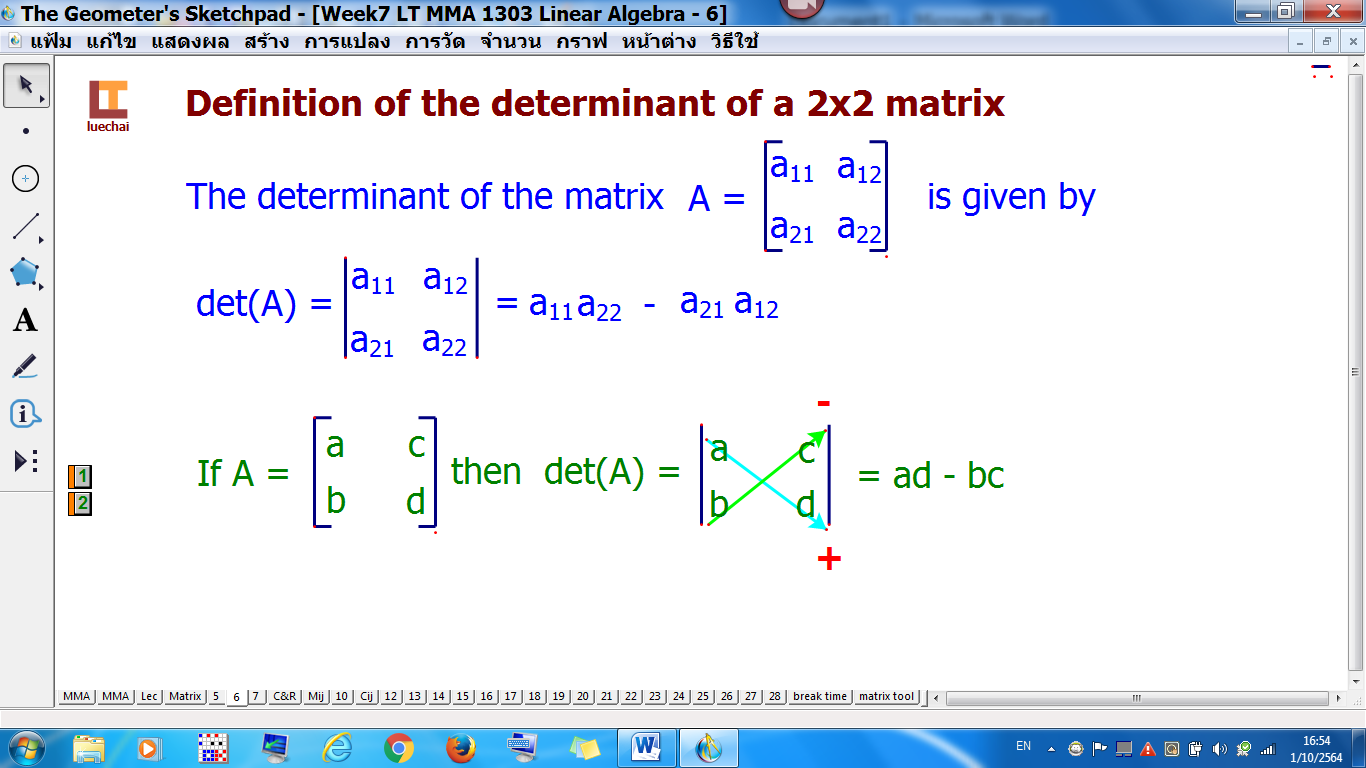 The Geometer's Sketchpad - [Week7 LT MMA 1303 Linear Algebra - 6]
แฟ้ม แก้ไข แสดงผล สร้าง การแปลง การวัด จำนวน กราฟ หน้าต่าง วิธีใช้
LT
luechai
Definition of the determinant of a 2x2 matrix
a11 a12
The determinant of the matrix A = is given by
a21 a22
a11 a12
det(A) = = a11 a22 - a21 a12
a21 a22
-
a c a c
If A = then det(A) = = ad - bc
b d b d
+
A
1
2
MMA MMA Lec Matrix 5 6 7 C&R Mij 10 Cij 12 13 14 15 16 17 18 19 20 21 22 23 24 25 26 27 28 break time matrix tool
EN 16:54
1/10/2564